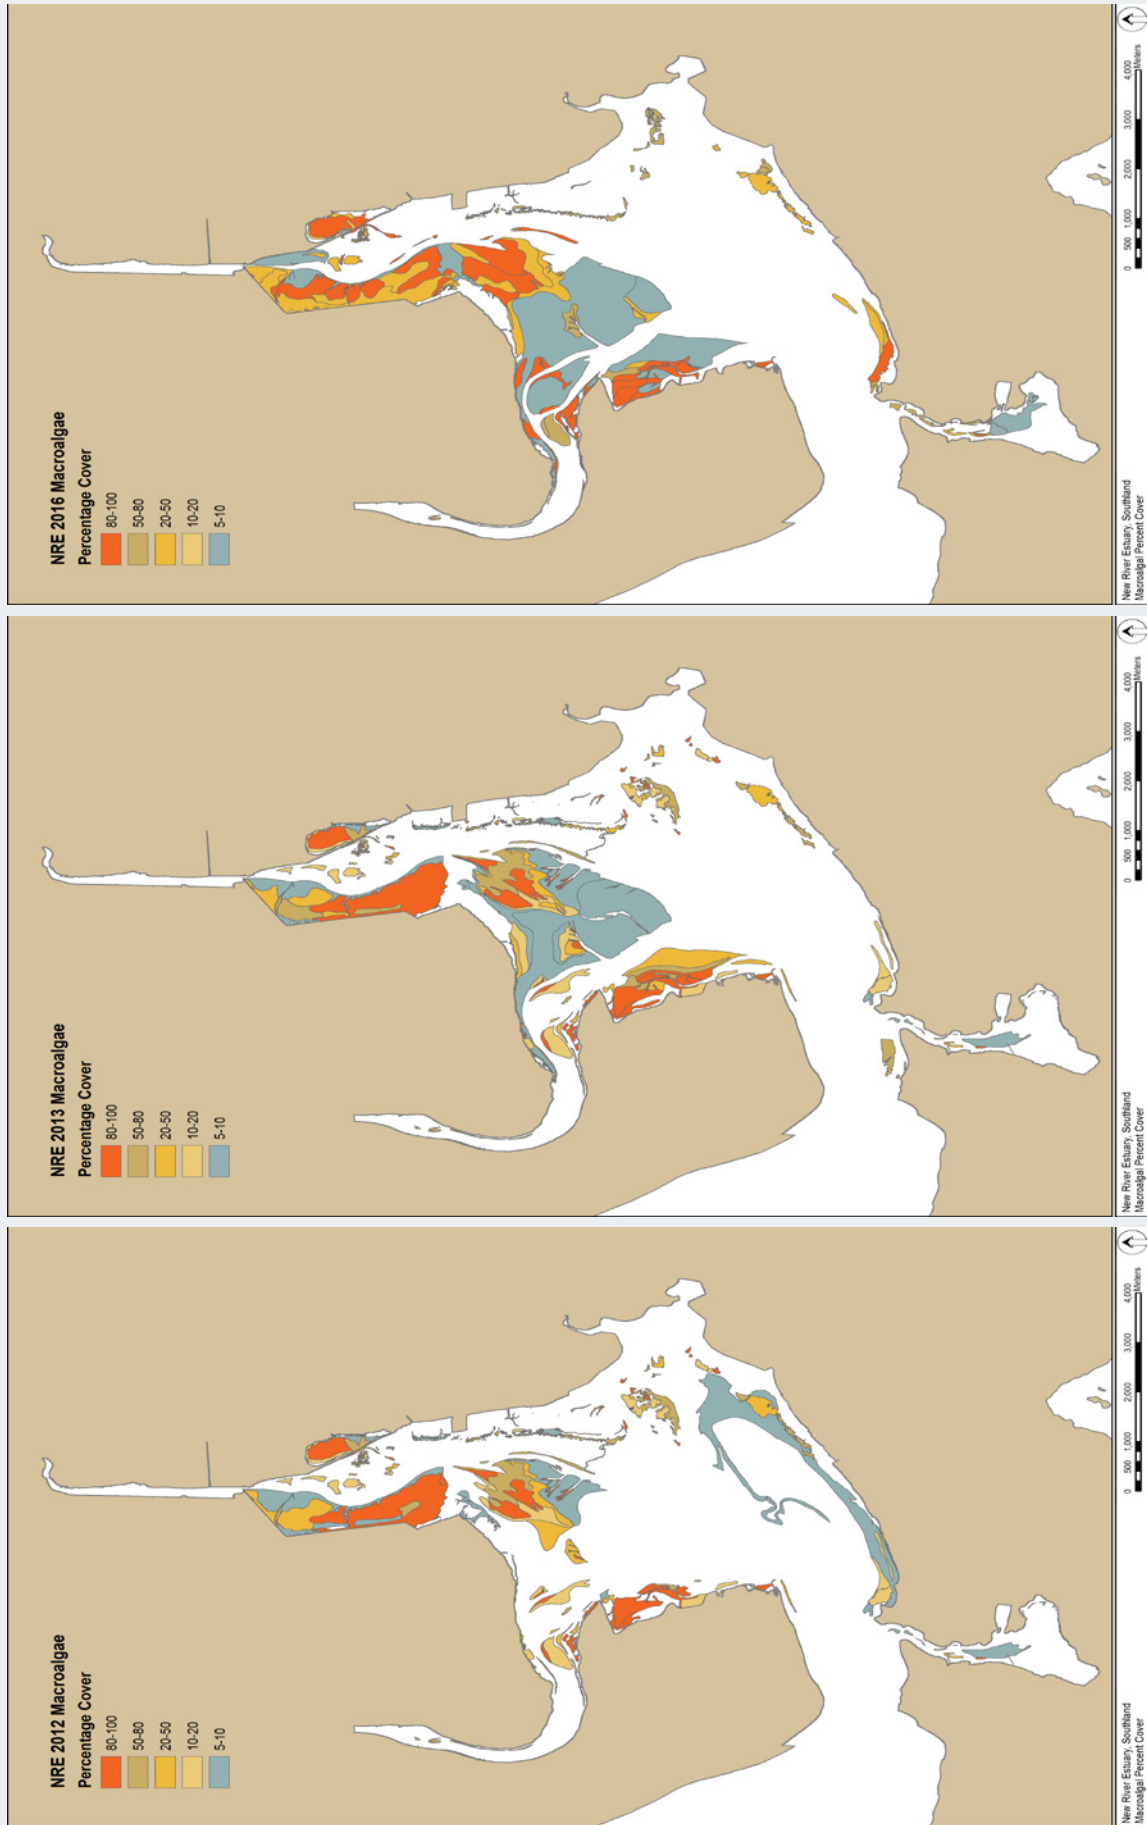 NRE 2016 Macroalgae
Percentage Cover
80-100
50-80
20-50
10-20
5-10
New River Estuary, Southland
Macroalgal Percent Cover
0 500 1,000 2,000 3,000 4,000
Meters
NRE 2013 Macroalgae
Percentage Cover
80-100
50-80
20-50
10-20
5-10
New River Estuary, Southland
Macroalgal Percent Cover
0 500 1,000 2,000 3,000 4,000
Meters
NRE 2012 Macroalgae
Percentage Cover
80-100
50-80
20-50
10-20
5-10
New River Estuary, Southland
Macroalgal Percent Cover
0 500 1,000 2,000 3,000 4,000
Meters